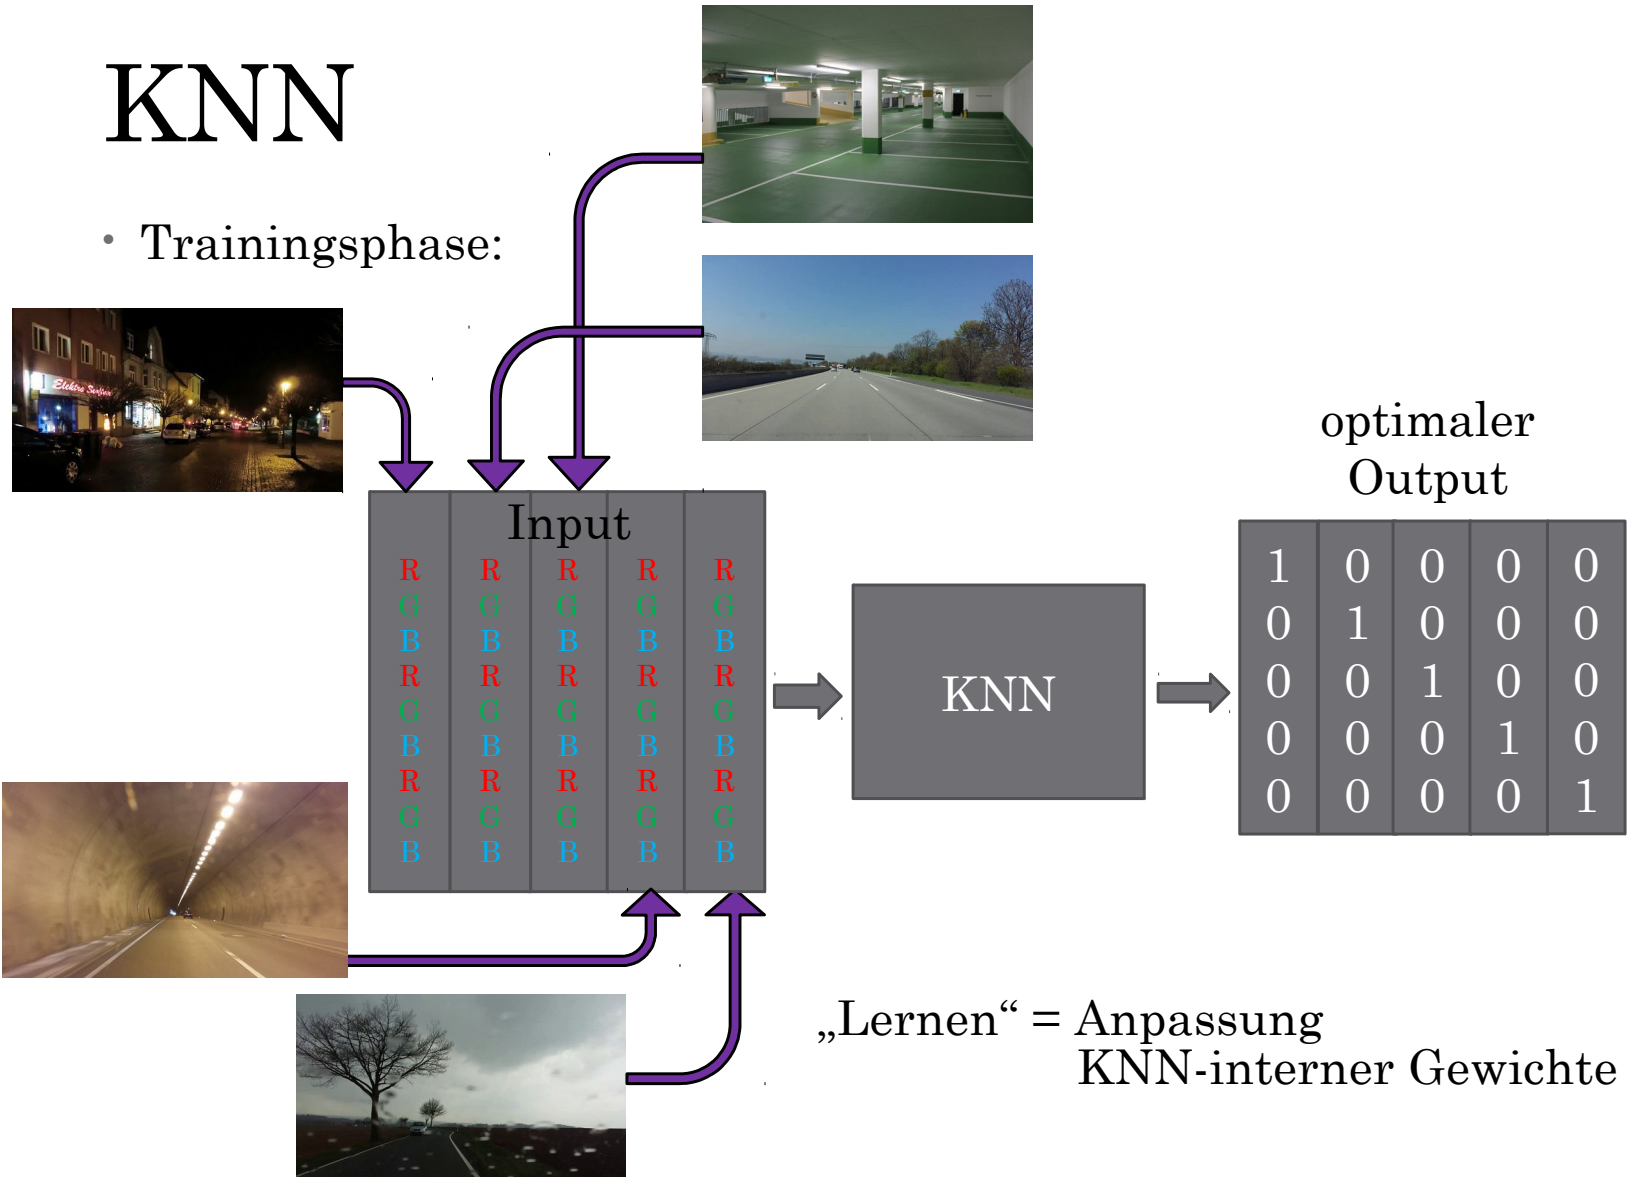 KNN
• Trainingsphase:
Elektro
optimaler
Output
Input
R R R R R
G G G G G
B B B B B
R R R R R
G G G G G
B B B B B
R R R R R
G G G G G
B B B B B
KNN
1 0 0 0 0
0 1 0 0 0
0 0 1 0 0
0 0 0 1 0
0 0 0 0 1
„Lernen“ = Anpassung
KNN-interner Gewichte